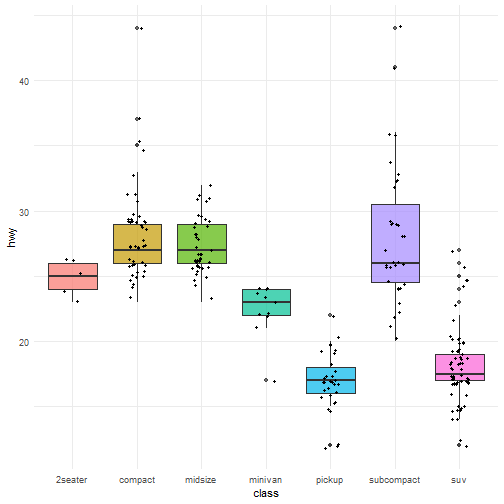 hwy
40
30
20
2seater compact midsize minivan pickup subcompact suv
class